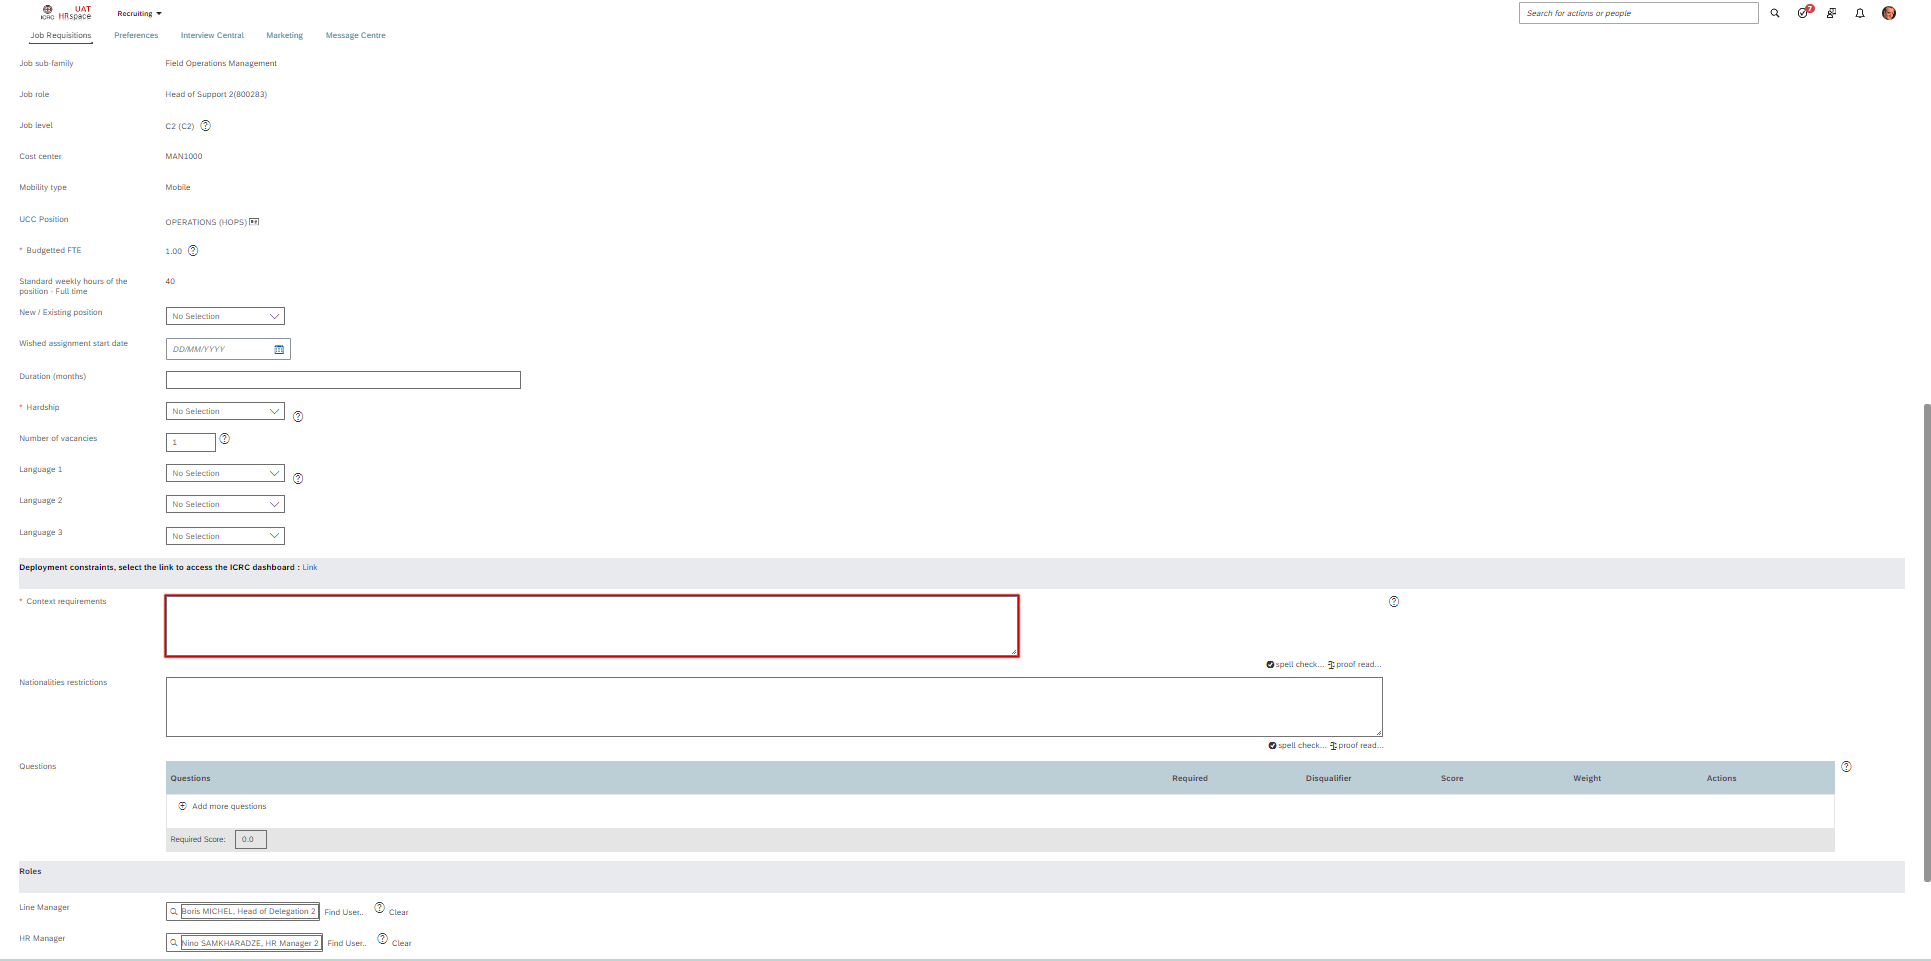 ICRC
UAT
HRspace
Recruiting
Search for actions or people
7
Job Requisitions
Preferences
Interview Central
Marketing
Message Centre
Job sub-family
Field Operations Management
Job role
Head of Support 2(800283)
Job level
C2 (C2)
Cost center
MAN1000
Mobility type
Mobile
UCC Position
OPERATIONS (HOPS)
* Budgetted FTE
1.00
Standard weekly hours of the
position - Full time
40
New / Existing position
No Selection
Wished assignment start date
DD/MM/YYYY
Duration (months)
* Hardship
No Selection
Number of vacancies
1
Language 1
No Selection
Language 2
No Selection
Language 3
No Selection
Deployment constraints, select the link to access the ICRC dashboard : Link
* Context requirements
spell check... proof read...
Nationalities restrictions
spell check... proof read...
Questions
Questions
Required
Disqualifier
Score
Weight
Actions
Add more questions
Required Score: 0.0
Roles
Line Manager
Boris MICHEL, Head of Delegation 2
Find User..
Clear
HR Manager
Nino SAMKHARADZE, HR Manager 2
Find User..
Clear